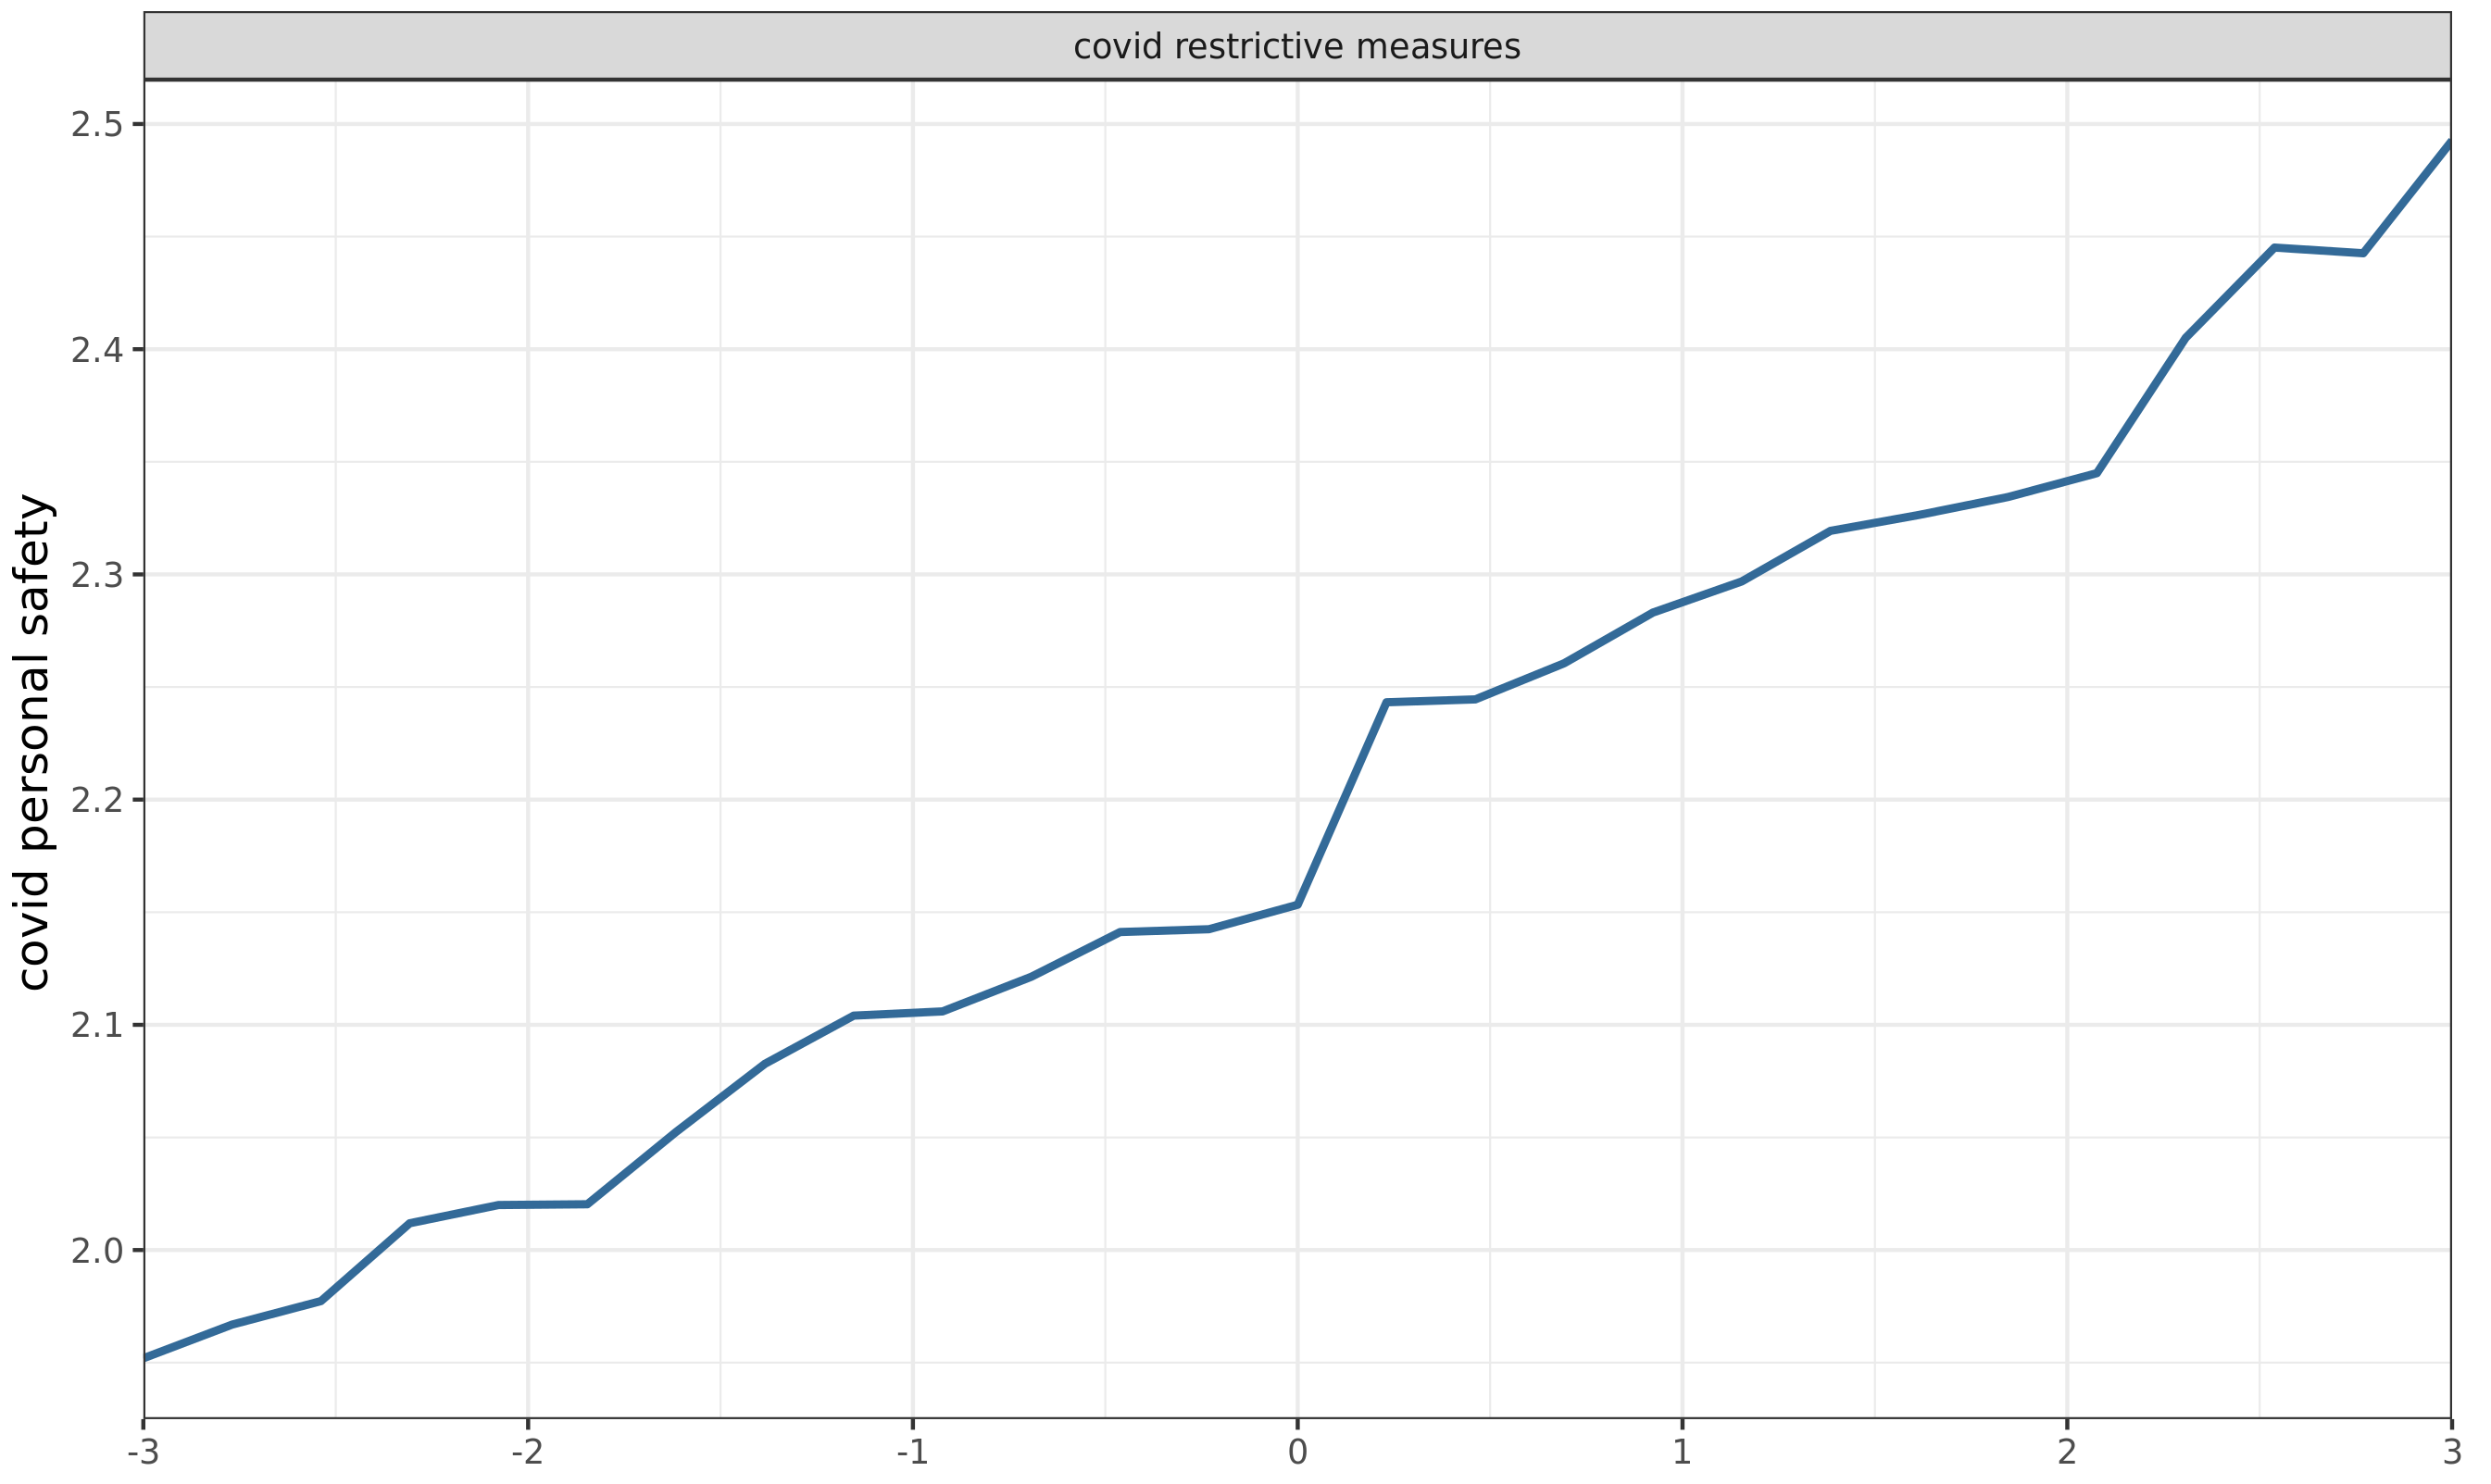 covid restrictive measures
covid personal safety
2.5
2.4
2.3
2.2
2.1
2.0
-3 -2 -1 0 1 2 3